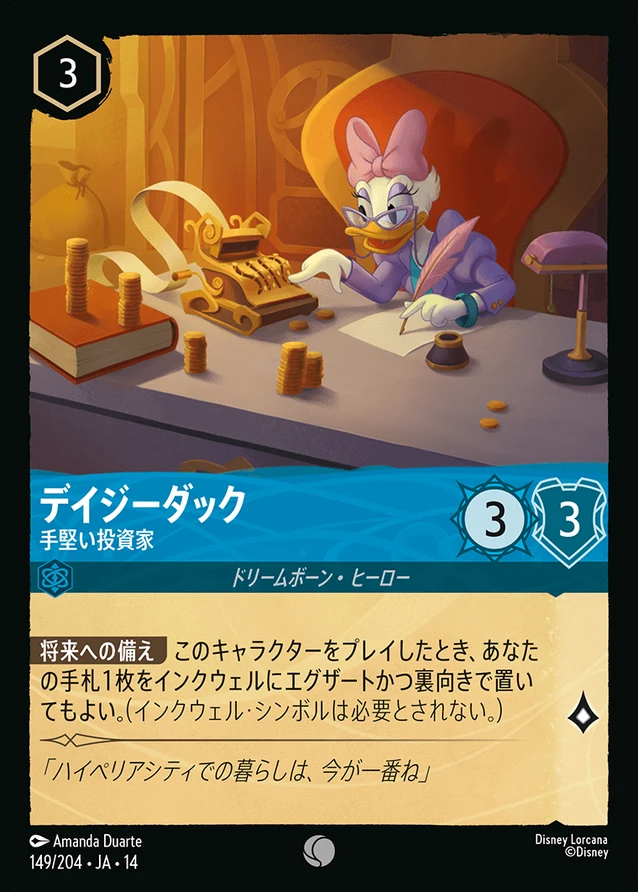 3
デイジーダック
手堅い投資家
3
3
ドリームボーン・ヒーロー
将来への備え このキャラクターをプレイしたとき、あなた
の手札1枚をインクウェルにエグザートかつ裏向きで置い
てもよい。(インクウェル・シンボルは必要とされない。)
「ハイペリアシティでの暮らしは、今が一番ね」
Amanda Duarte
149/204・JA・14
Disney Lorcana
©Disney